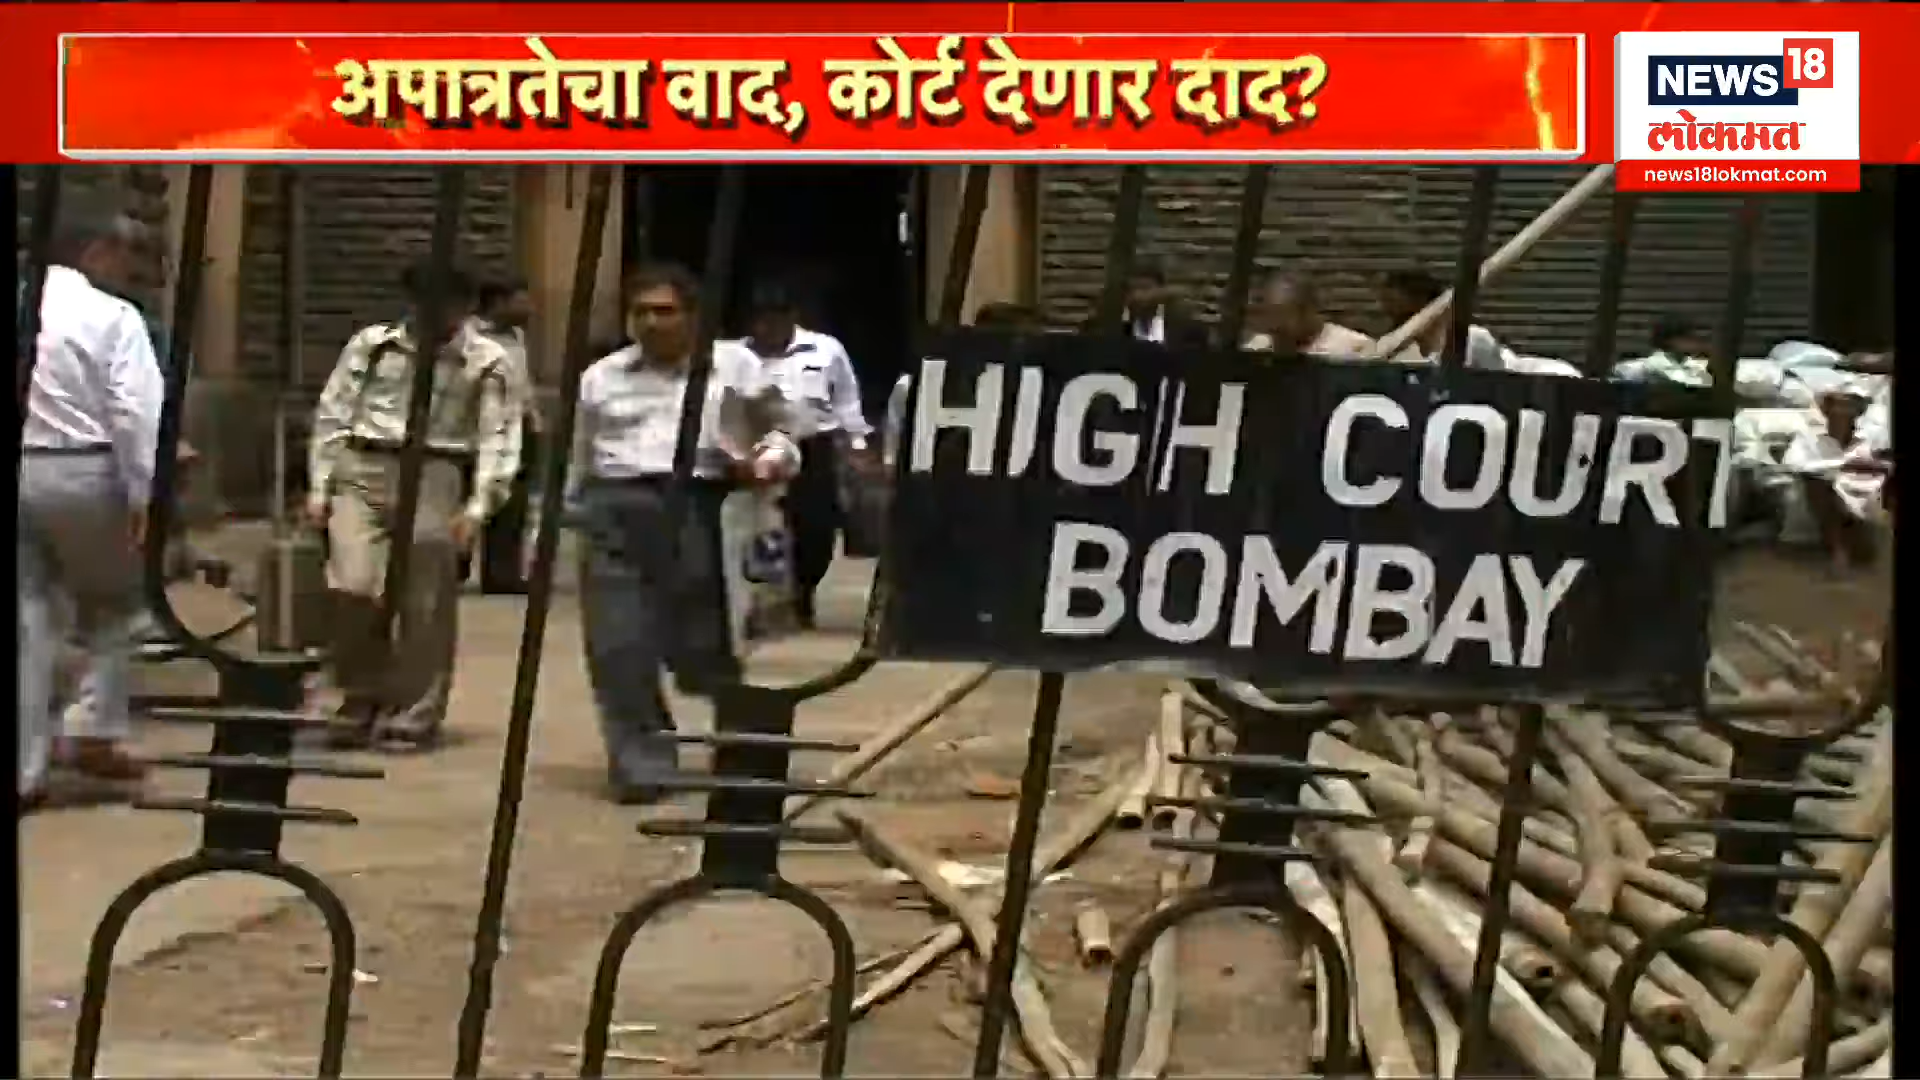 अपात्रतेचा वाद, कोर्ट देणार दाद?
NEWS18
लोकमत
news18lokmat.com
HIGH COURT
BOMBAY